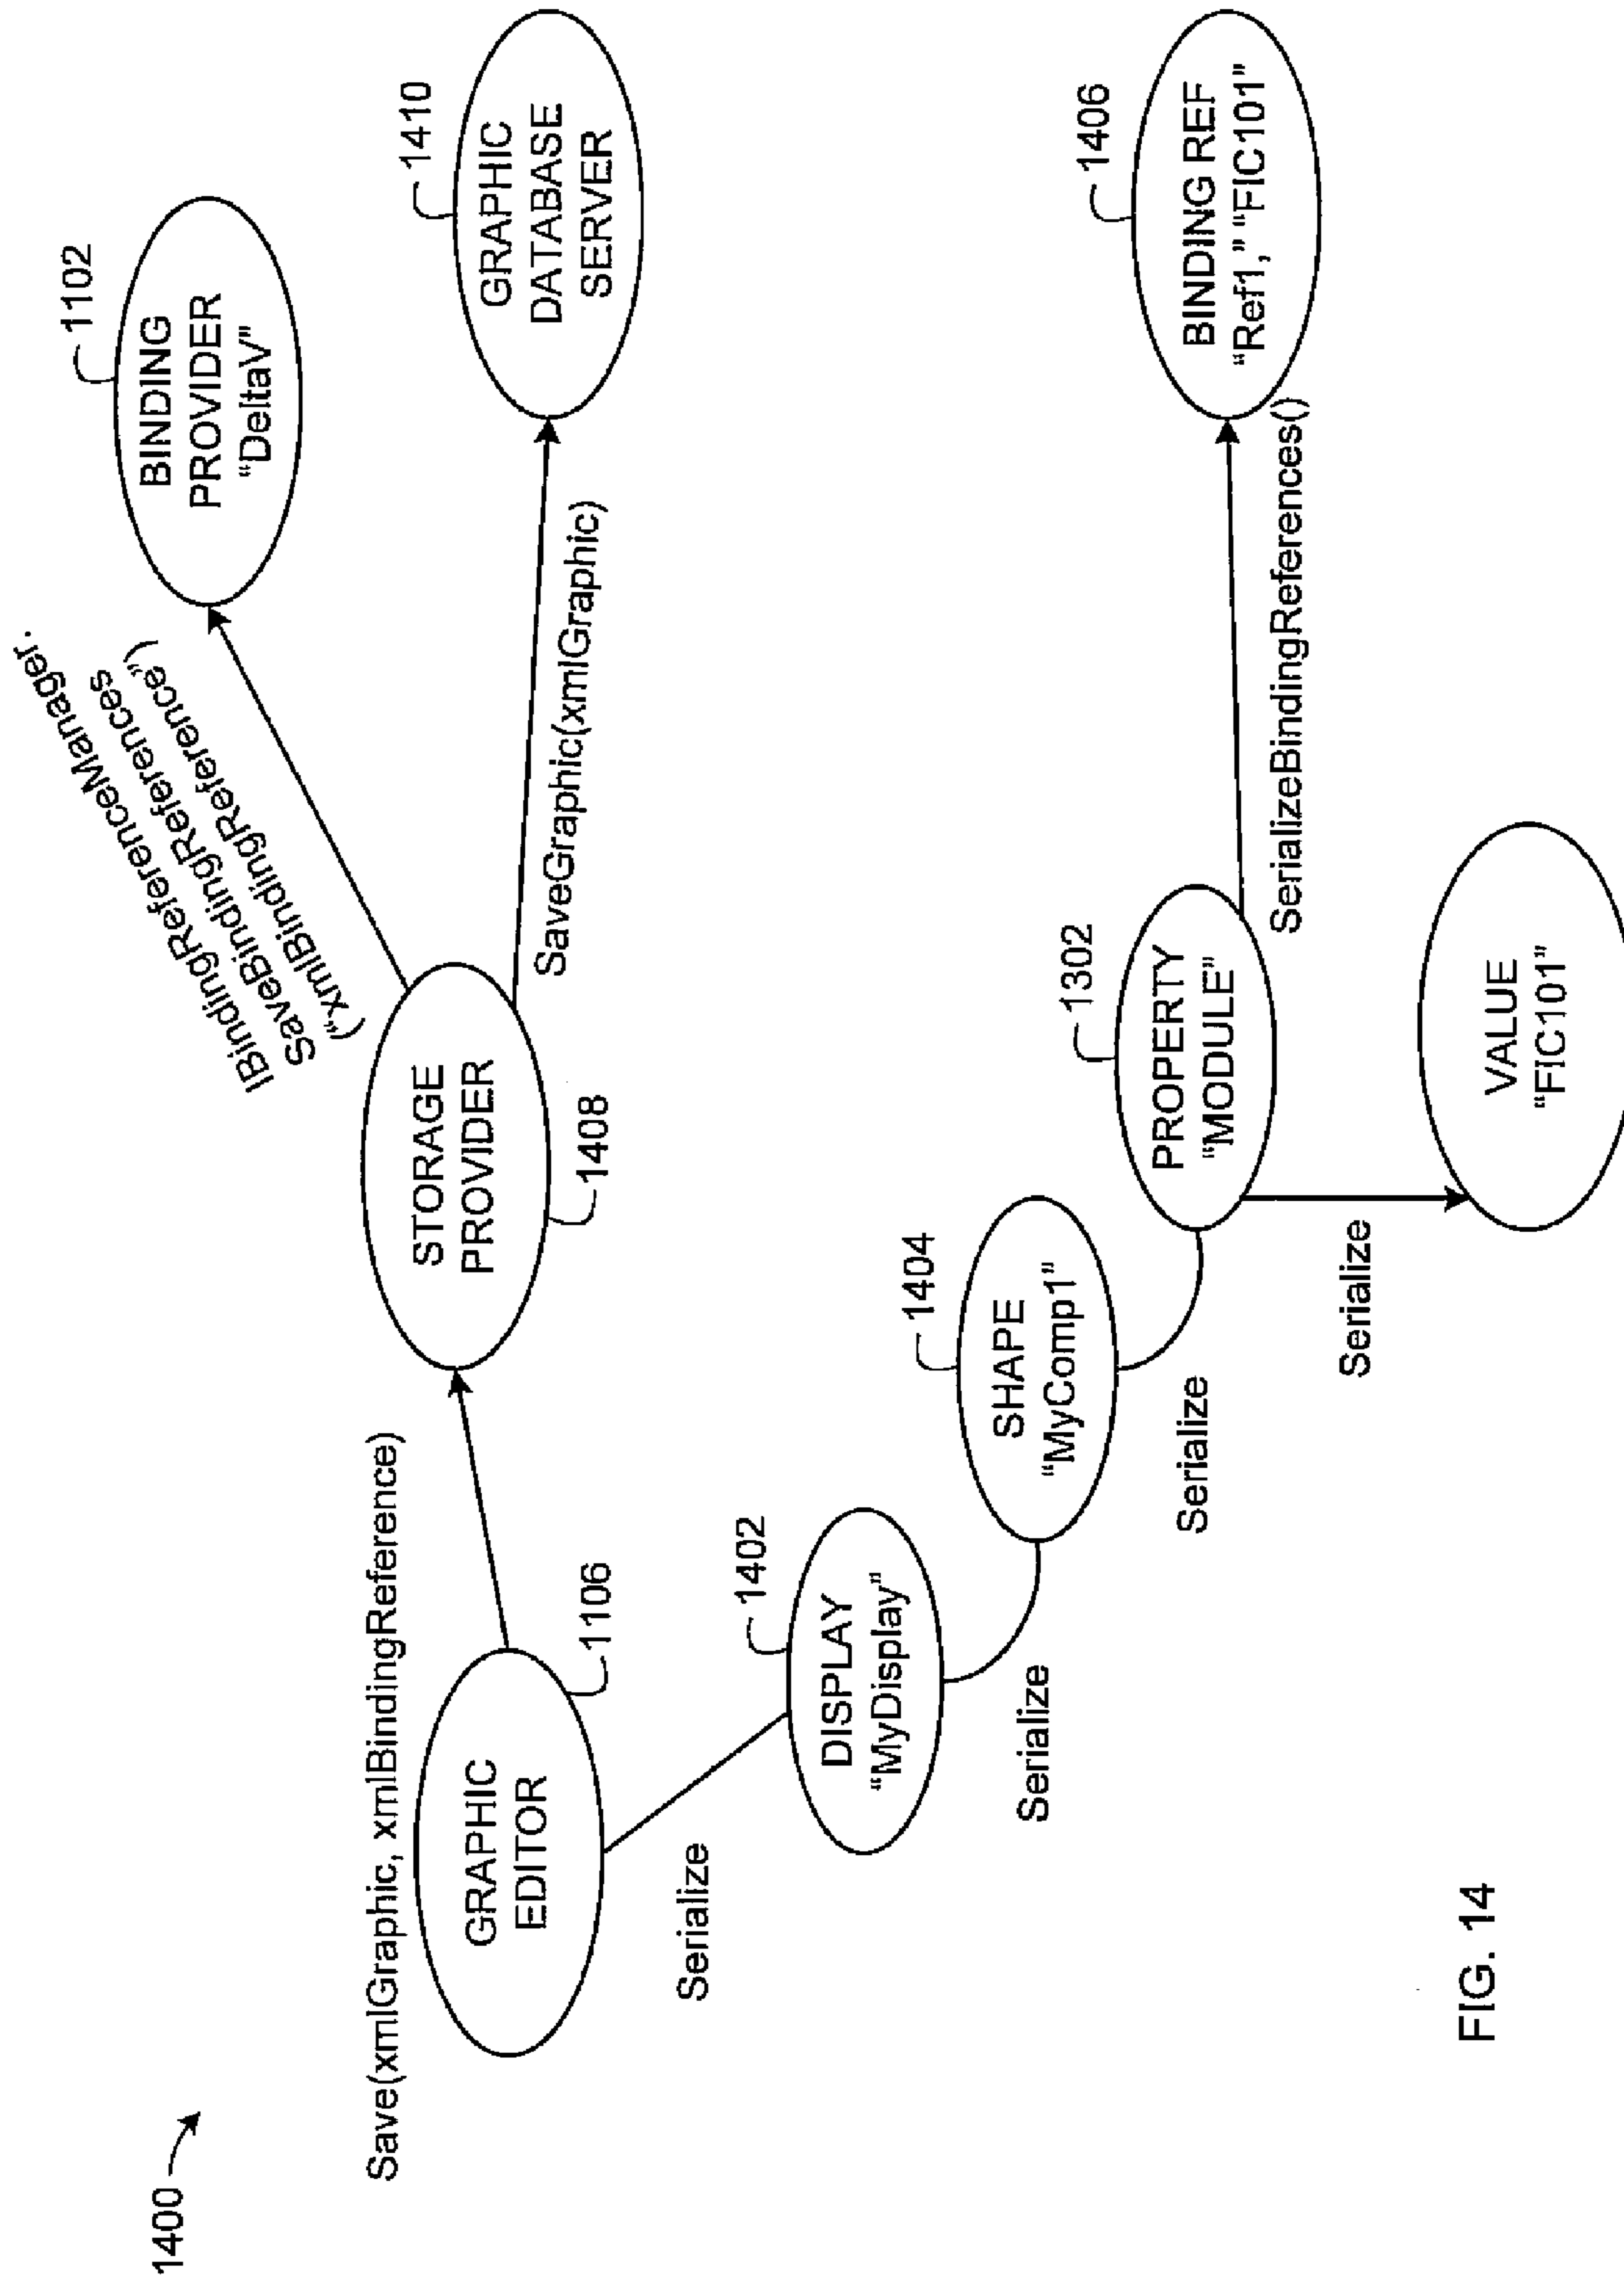 1400
Save(xmlGraphic, xmlBindingReference)
GRAPHIC
EDITOR
1106
Serialize
STORAGE
PROVIDER
1408
IBindingReferenceManager.
SaveBindingReferences
("xmlBindingReference")
BINDING
PROVIDER
"DeltaV"
1102
SaveGraphic(xmlGraphic)
GRAPHIC
DATABASE
SERVER
1410
DISPLAY
"MyDisplay"
1402
Serialize
SHAPE
"MyComp1"
1404
Serialize
PROPERTY
"MODULE"
1302
Serialize
VALUE
"FIC101"
SerializeBindingReferences()
BINDING REF
"Ref1," "FIC101"
1406
FIG. 14